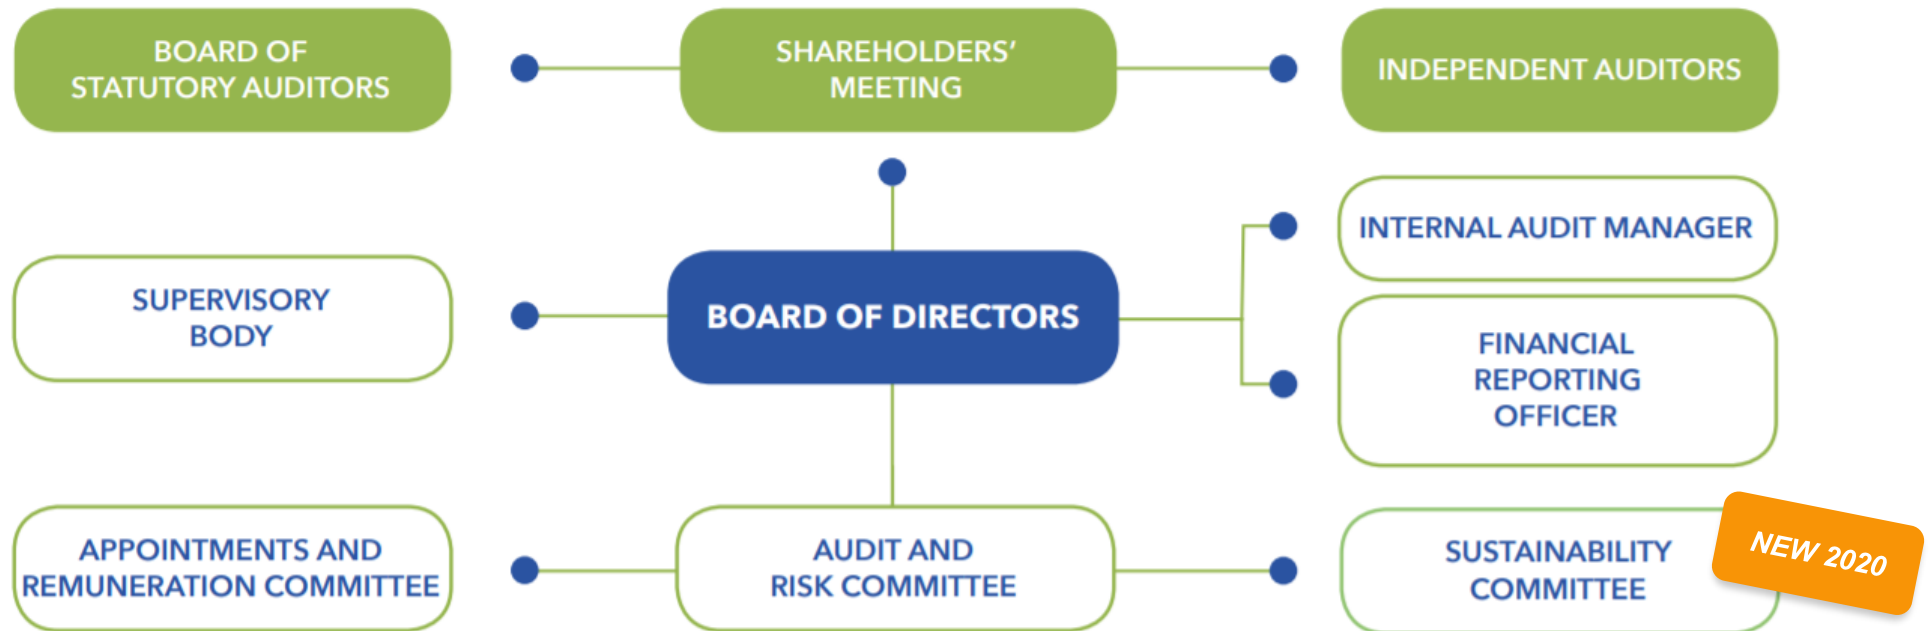 BOARD OF
STATUTORY AUDITORS
SHAREHOLDERS'
MEETING
INDEPENDENT AUDITORS
INTERNAL AUDIT MANAGER
SUPERVISORY
BODY
BOARD OF DIRECTORS
FINANCIAL
REPORTING
OFFICER
APPOINTMENTS AND
REMUNERATION COMMITTEE
AUDIT AND
RISK COMMITTEE
SUSTAINABILITY
COMMITTEE
NEW 2020